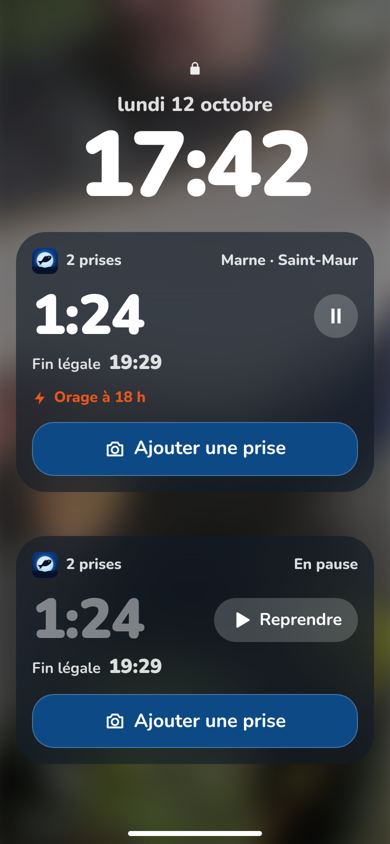 lundi 12 octobre
17:42
2 prises
Marne · Saint-Maur
1:24
Fin légale 19:29
Orage à 18 h
Ajouter une prise
2 prises
En pause
1:24
Reprendre
Fin légale 19:29
Ajouter une prise